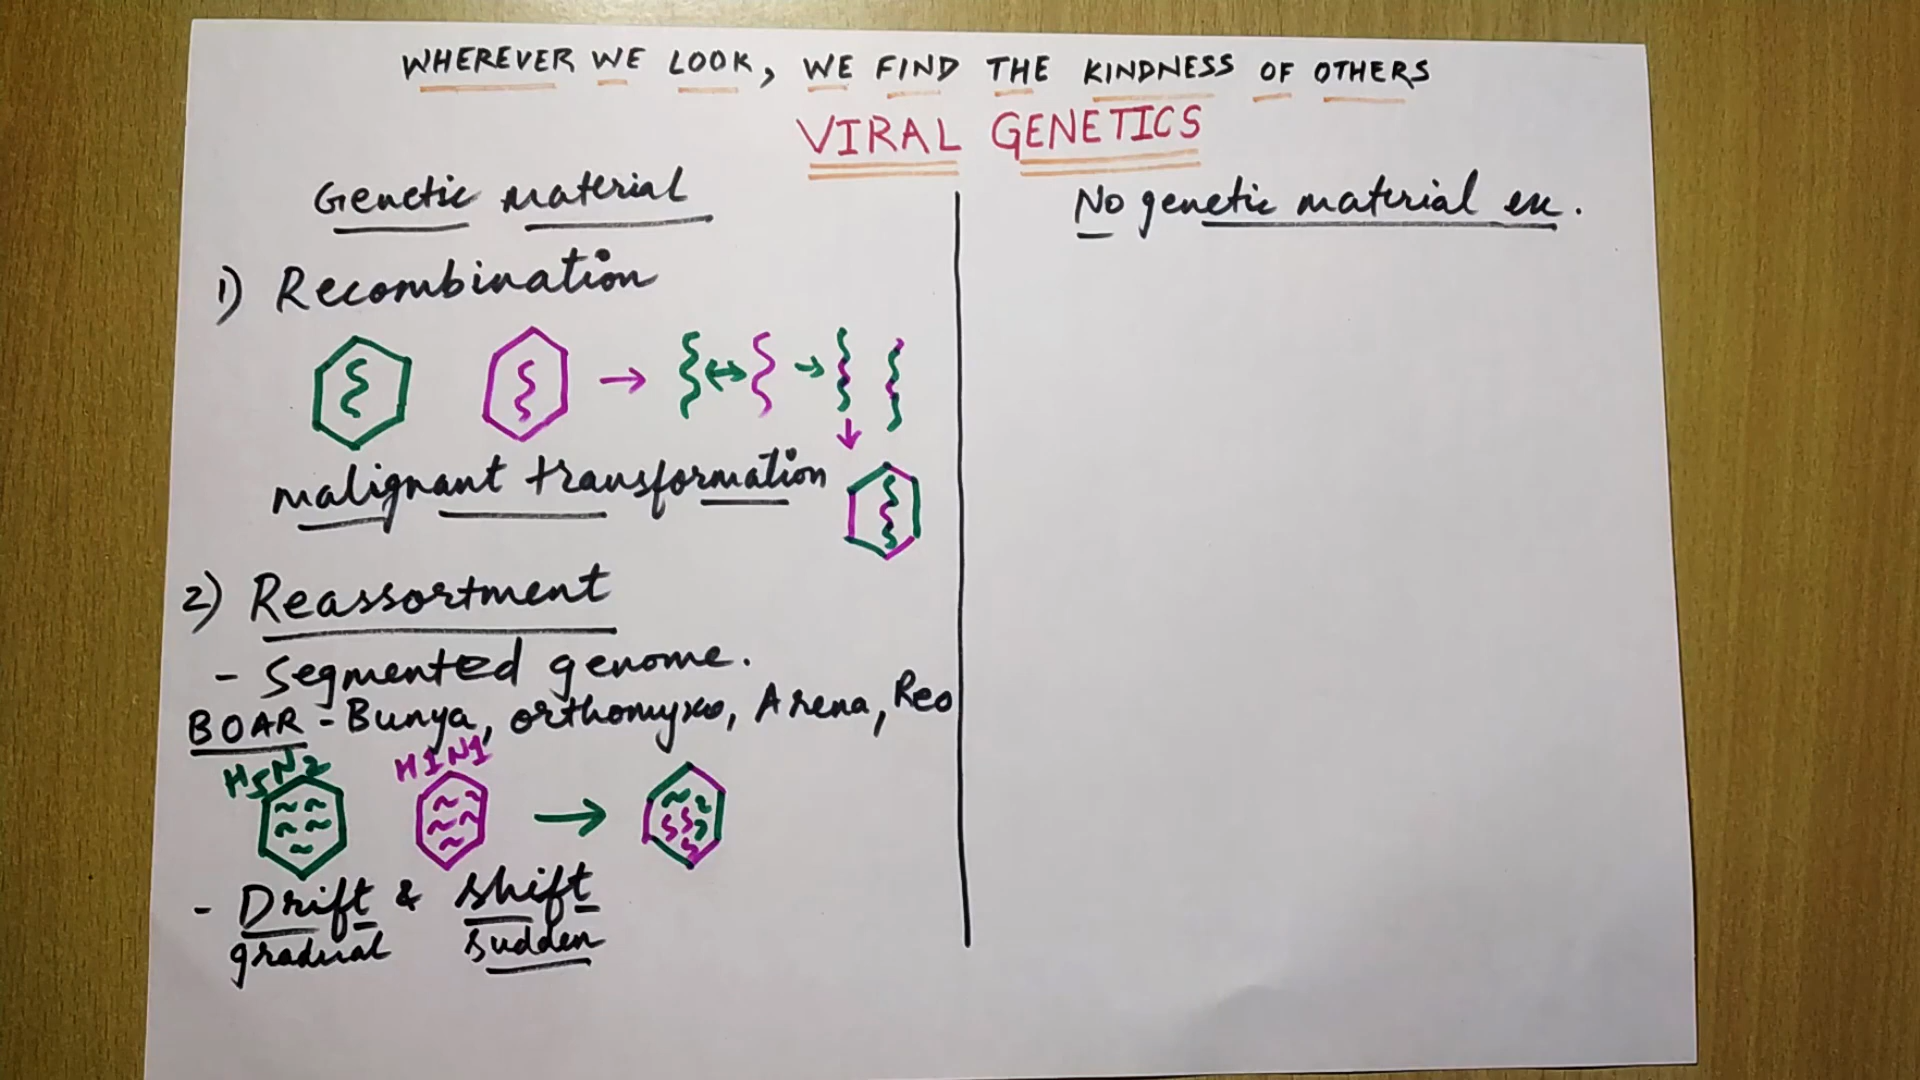 WHEREVER WE LOOK, WE FIND THE KINDNESS OF OTHERS
VIRAL GENETICS
Genetic material
1) Recombination
malignant transformation
2) Reassortment
- Segmented genome.
BOAR - Bunya, orthomyxo, Arena, Reo
H5N2 H1N1
- Drift & shift
gradual sudden
No genetic material ex.